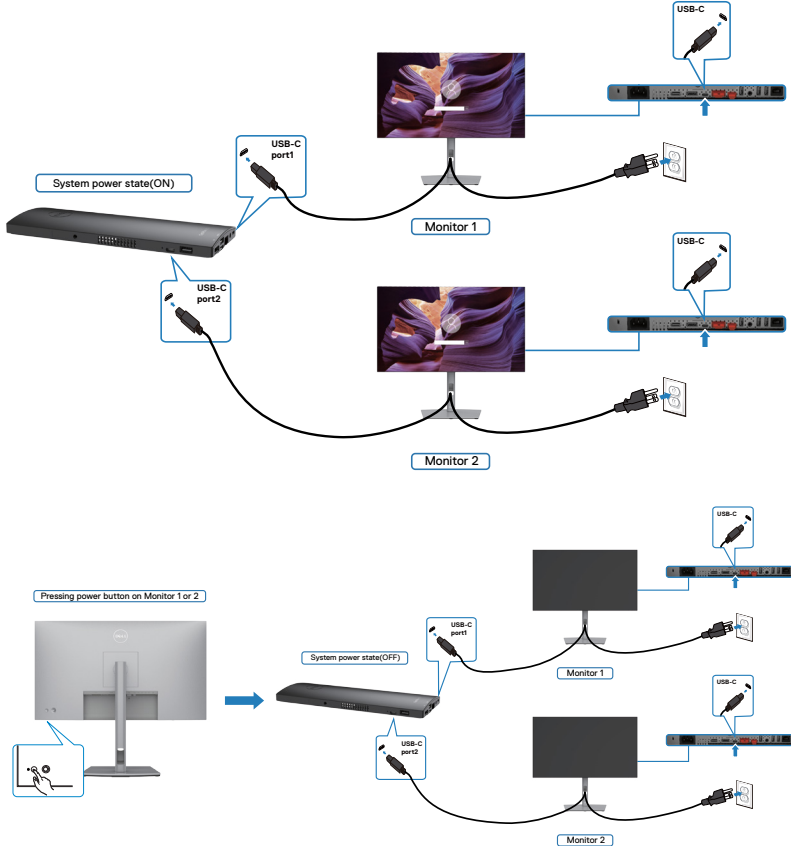 USB-C
USB-C
port1
System power state(ON)
Monitor 1
USB-C
USB-C
port2
Monitor 2
USB-C
Pressing power button on Monitor 1 or 2
DELL
USB-C
port1
System power state(OFF)
Monitor 1
USB-C
USB-C
port2
Monitor 2